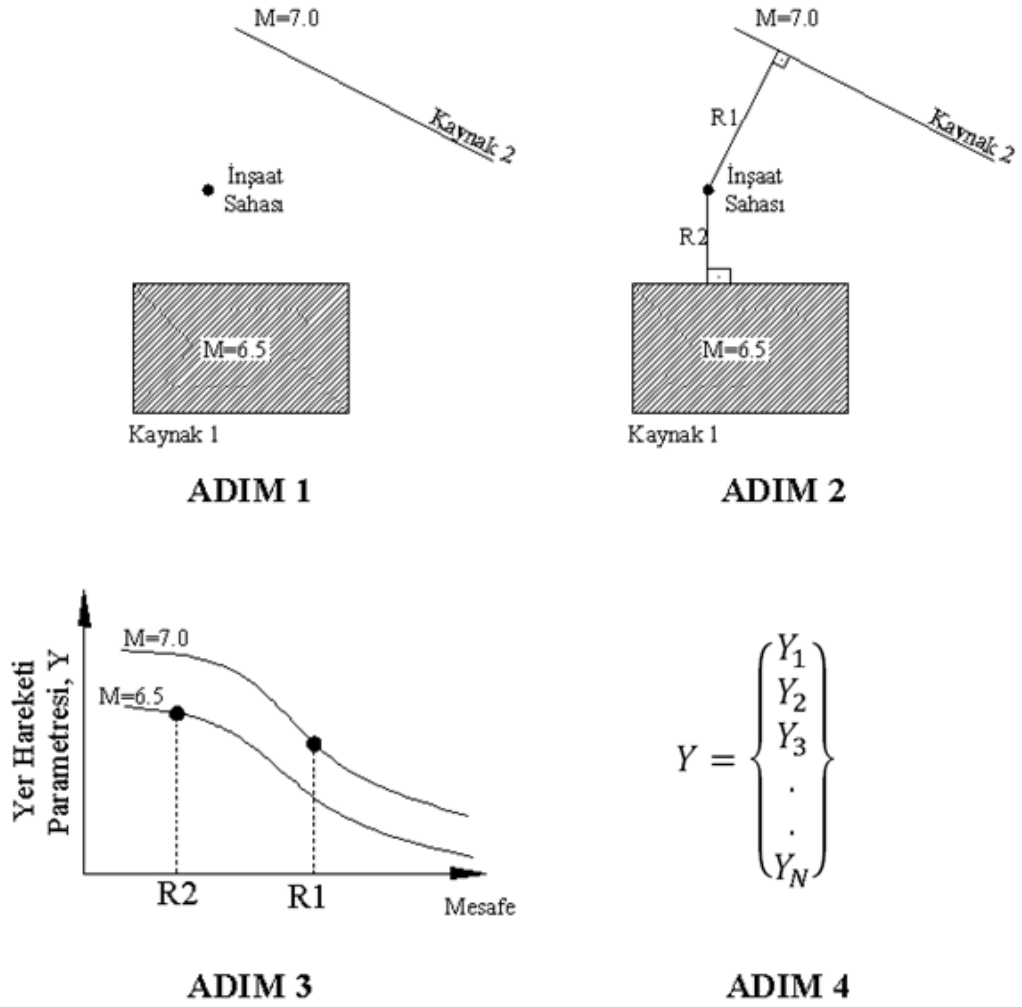 M=7.0
Kaynak 2
İnşaat
Sahası
M=6.5
Kaynak 1
ADIM 1
M=7.0
Kaynak 2
R1
İnşaat
Sahası
R2
M=6.5
Kaynak 1
ADIM 2
Yer Hareketi
Parametresi, Y
M=7.0
M=6.5
R2
R1
Mesafe
ADIM 3
Y = { Y₁
Y₂
Y₃
.
.
Y_N }
ADIM 4